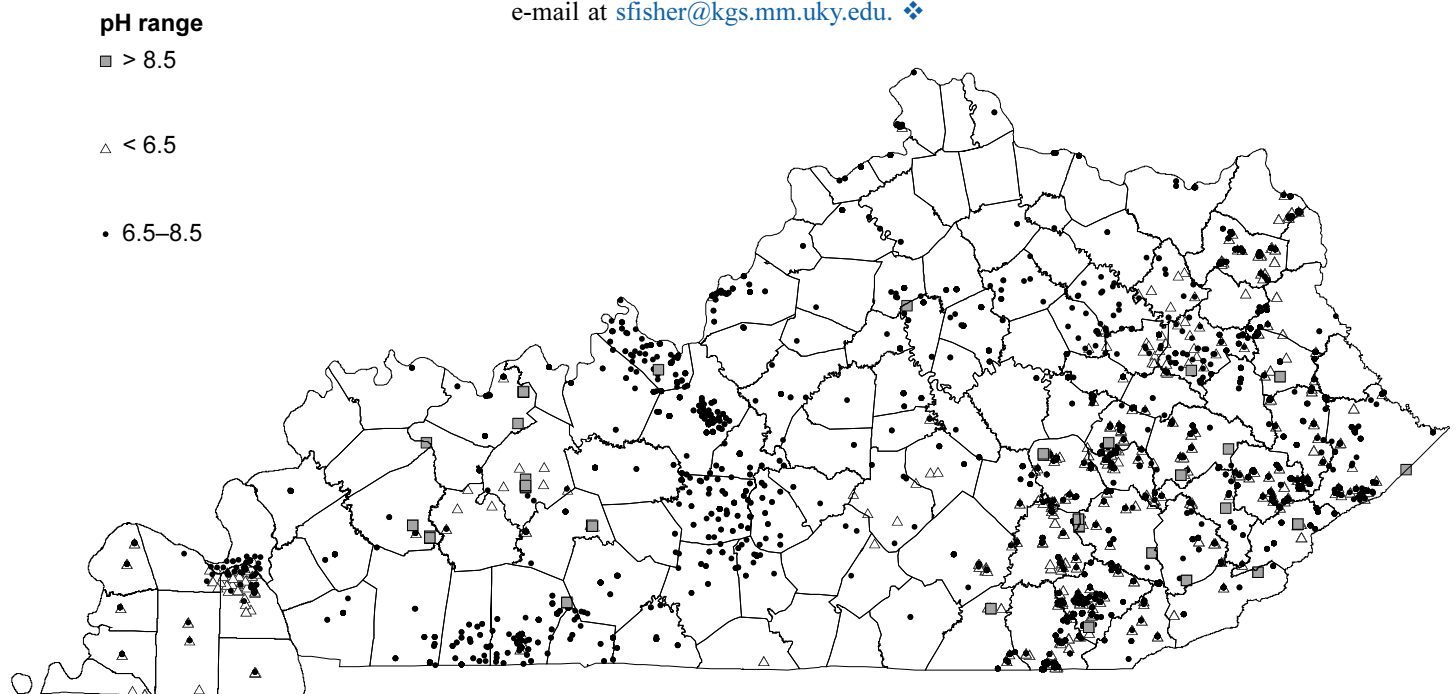 e-mail at sfisher@kgs.mm.uky.edu. ❖
pH range
> 8.5
< 6.5
6.5–8.5